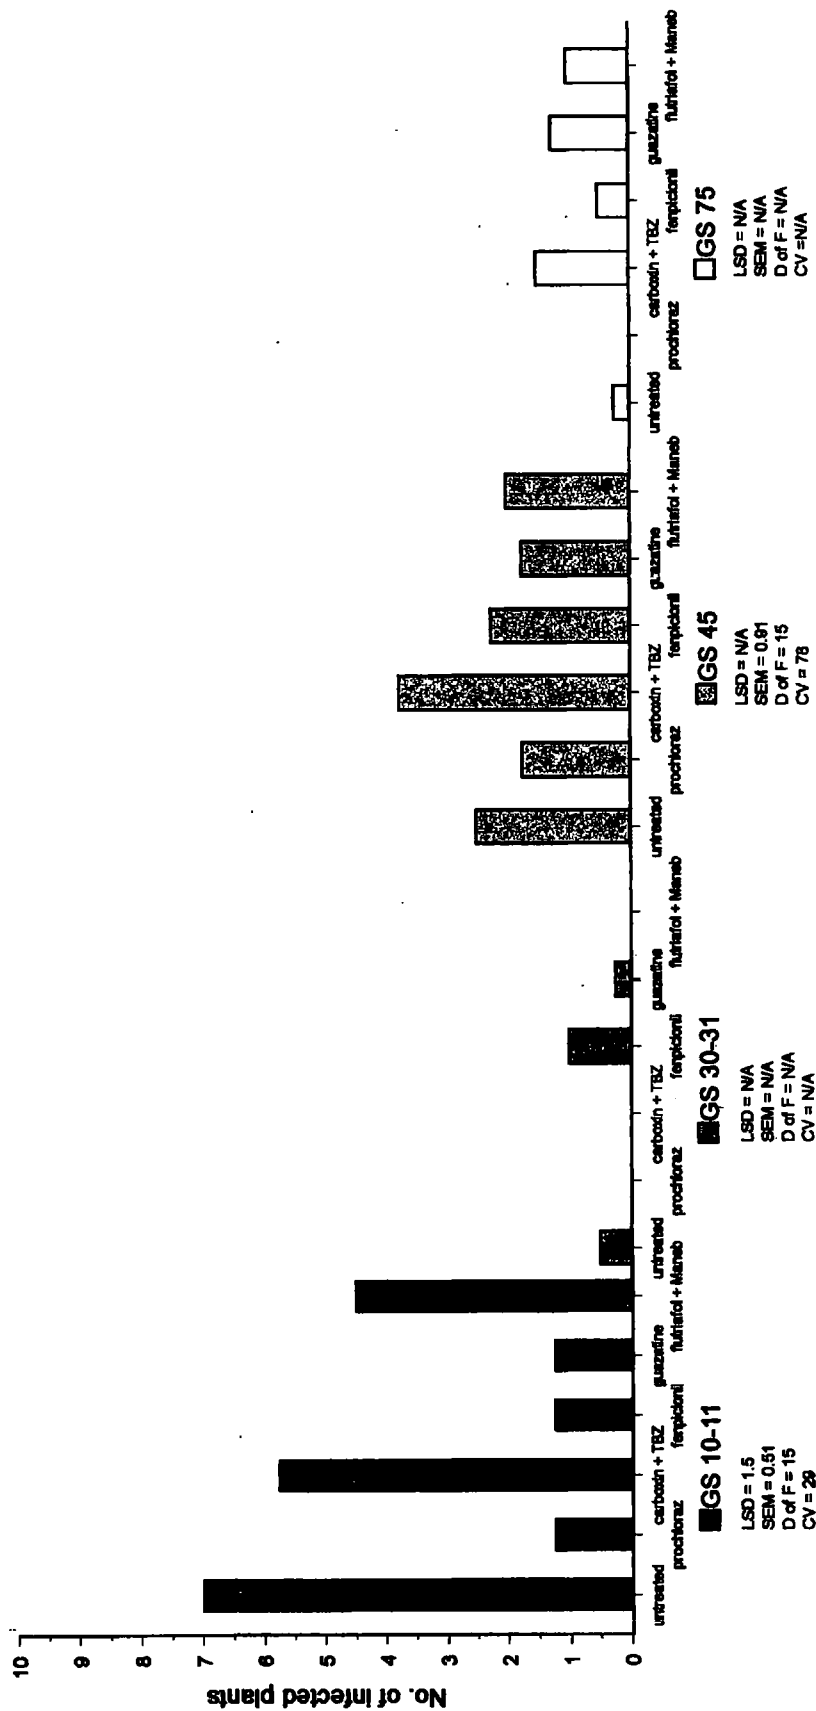 No. of infected plants
10
9
8
7
6
5
4
3
2
1
0
untreated
prochloraz
carboxin + TBZ
fenpiclonil
guazatine
flutriafol + Maneb
untreated
prochloraz
carboxin + TBZ
fenpiclonil
guazatine
flutriafol + Maneb
untreated
prochloraz
carboxin + TBZ
fenpiclonil
guazatine
flutriafol + Maneb
untreated
prochloraz
carboxin + TBZ
fenpiclonil
guazatine
flutriafol + Maneb
GS 10-11
LSD = 1.5
SEM = 0.51
D of F = 15
CV = 29
GS 30-31
LSD = N/A
SEM = N/A
D of F = N/A
CV = N/A
GS 45
LSD = N/A
SEM = 0.91
D of F = 15
CV = 78
GS 75
LSD = N/A
SEM = N/A
D of F = N/A
CV =N/A